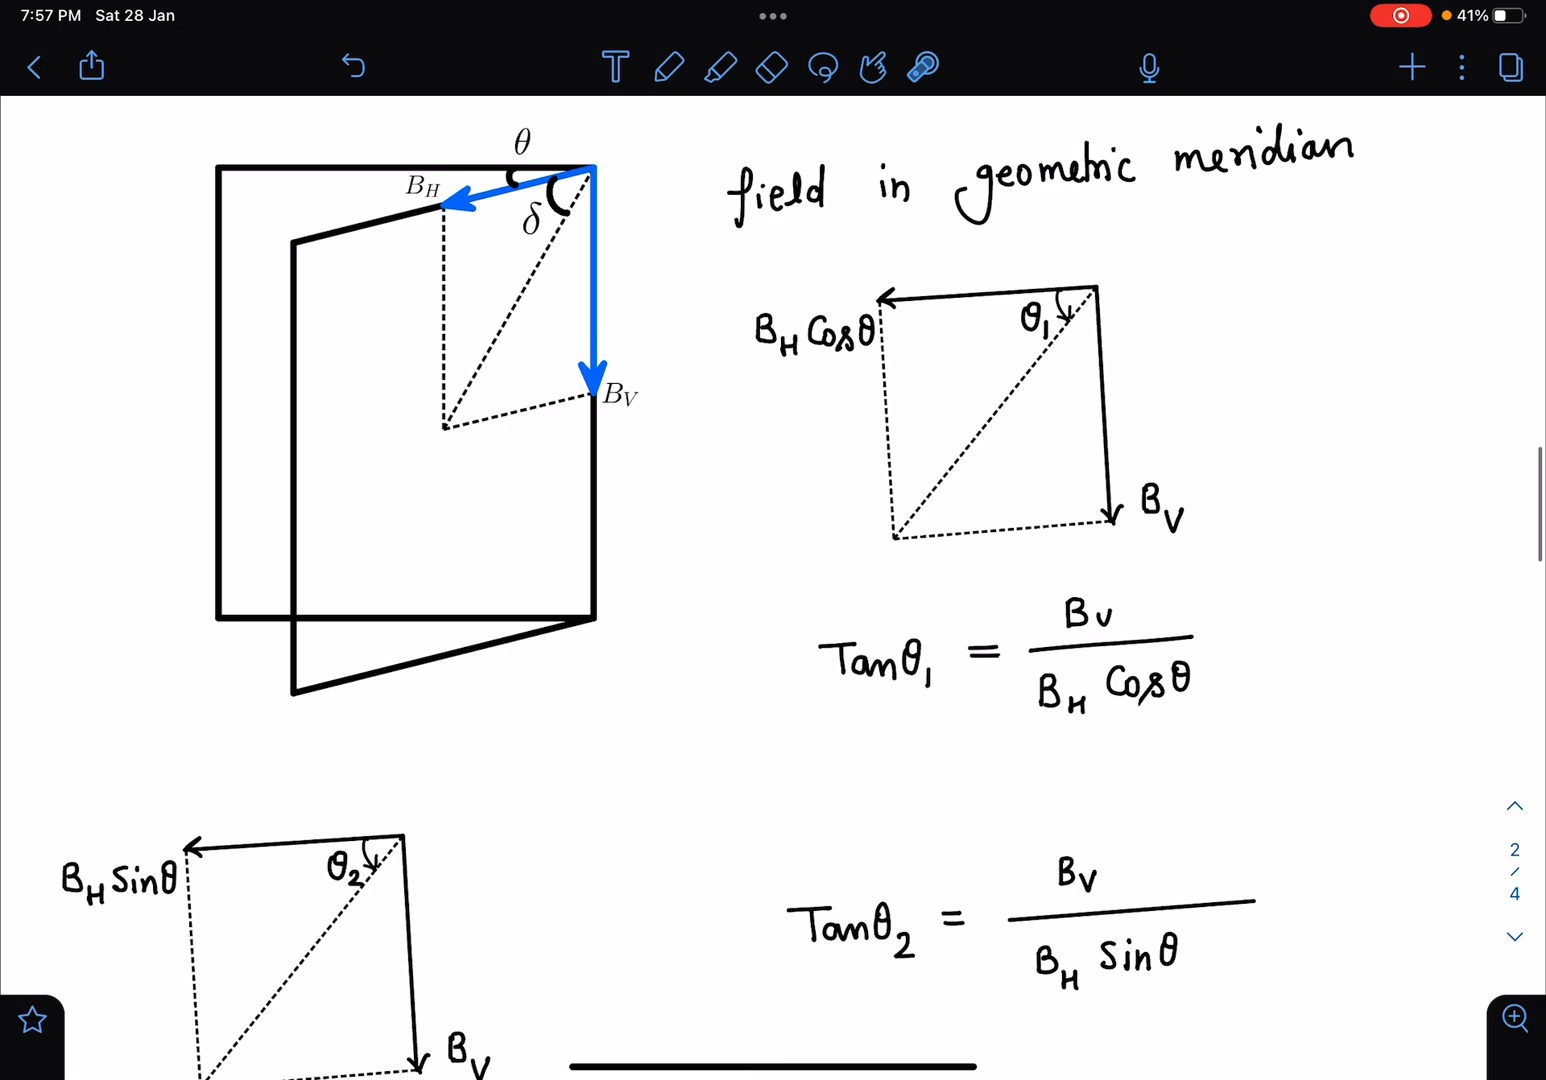 7:57 PM Sat 28 Jan
41%
θ
B_H
δ
B_V
field in geometric meridian
B_H Cosθ
θ₁
B_V
Tanθ₁ = B_V / B_H Cosθ
B_H Sinθ
θ₂
B_V
Tanθ₂ = B_V / B_H Sinθ
2
/
4